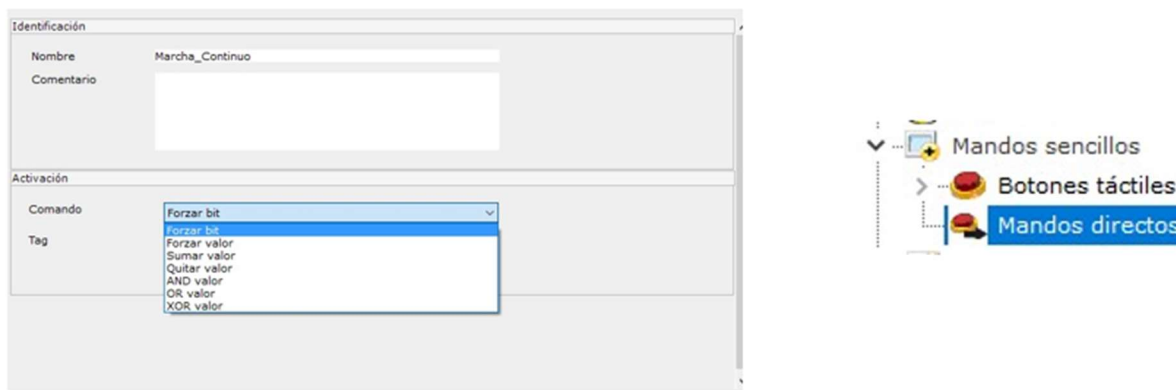 Identificación
Nombre Marcha_Continuo
Comentario
Activación
Comando Forzar bit
Forzar bit
Forzar valor
Tag
Sumar valor
Quitar valor
AND valor
OR valor
XOR valor
Mandos sencillos
Botones táctiles
Mandos directos